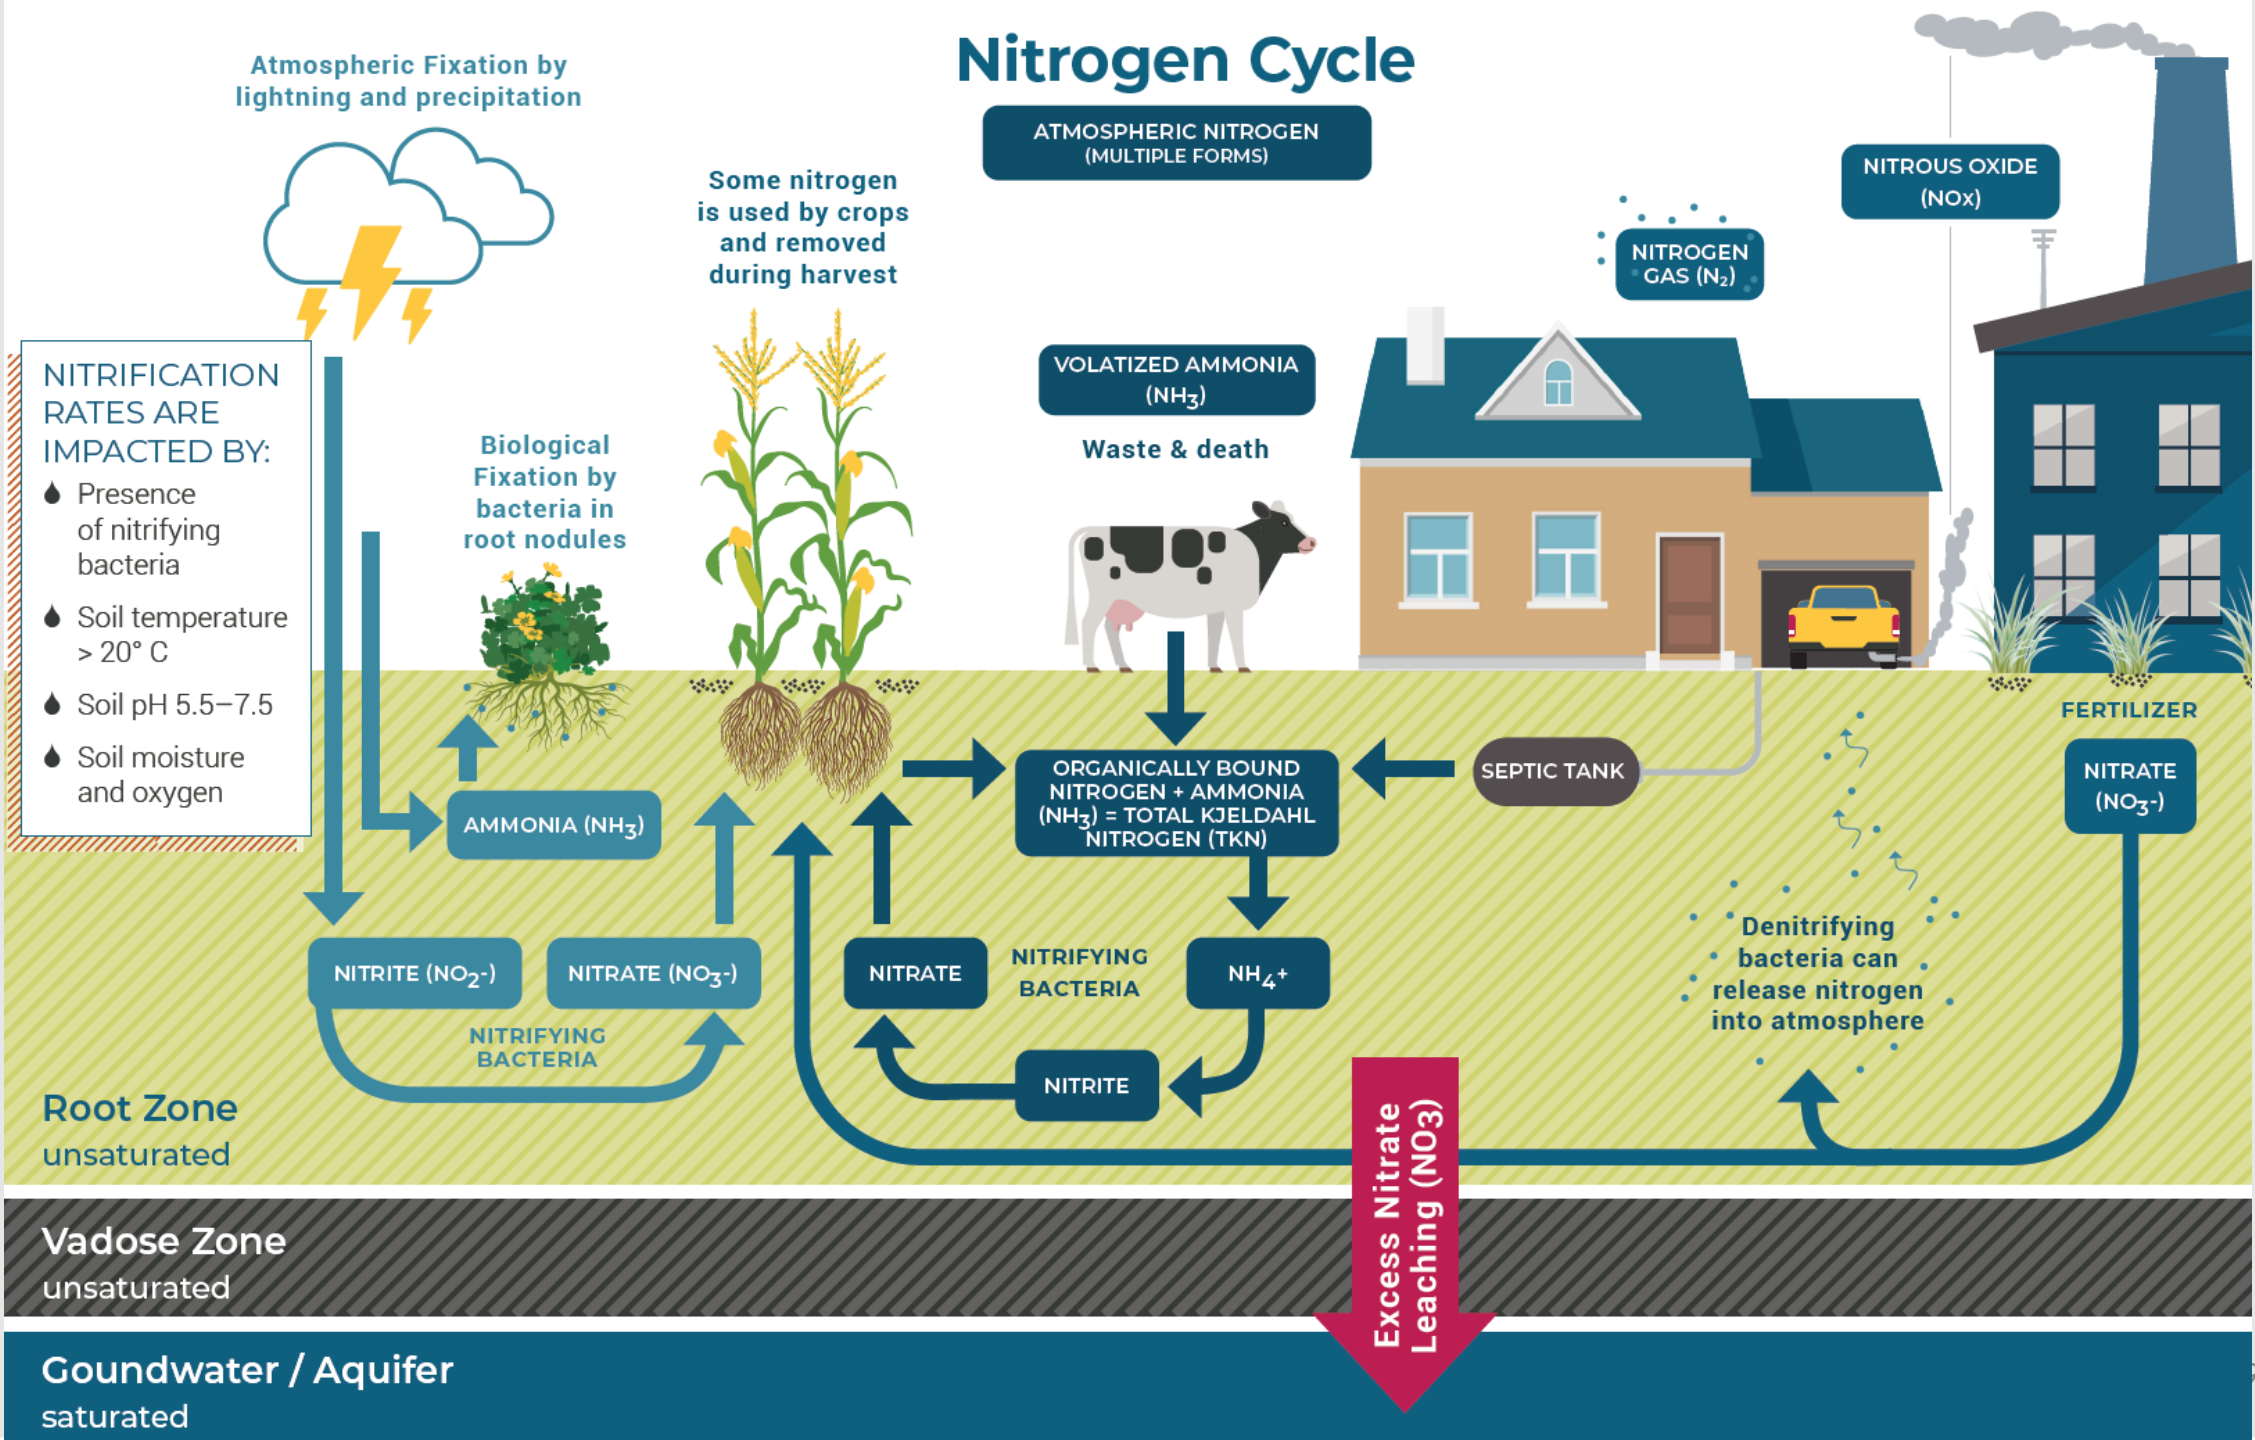 Nitrogen Cycle
ATMOSPHERIC NITROGEN
(MULTIPLE FORMS)
Atmospheric Fixation by
lightning and precipitation
Some nitrogen
is used by crops
and removed
during harvest
NITROUS OXIDE
(NOx)
NITROGEN
GAS (N₂)
VOLATIZED AMMONIA
(NH₃)
Waste & death
NITRIFICATION
RATES ARE
IMPACTED BY:
Presence
of nitrifying
bacteria
Soil temperature
> 20° C
Soil pH 5.5–7.5
Soil moisture
and oxygen
Biological
Fixation by
bacteria in
root nodules
AMMONIA (NH₃)
NITRITE (NO₂-)
NITRATE (NO₃-)
NITRIFYING
BACTERIA
ORGANICALLY BOUND
NITROGEN + AMMONIA
(NH₃) = TOTAL KJELDAHL
NITROGEN (TKN)
SEPTIC TANK
FERTILIZER
NITRATE
(NO₃-)
NITRATE
NITRIFYING
BACTERIA
NH₄+
NITRITE
Denitrifying
bacteria can
release nitrogen
into atmosphere
Excess Nitrate
Leaching (NO3)
Root Zone
unsaturated
Vadose Zone
unsaturated
Goundwater / Aquifer
saturated